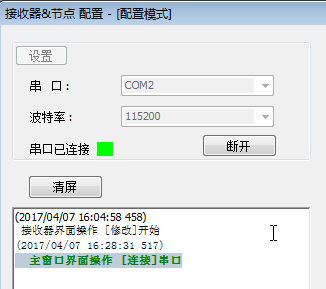 接收器&节点 配置 - [配置模式]
设置
串 口: COM2
波特率: 115200
串口已连接 断开
清屏
(2017/04/07 16:04:58 458)
接收器界面操作 [修改]开始
(2017/04/07 16:28:31 517)
主窗口界面操作 [连接]串口